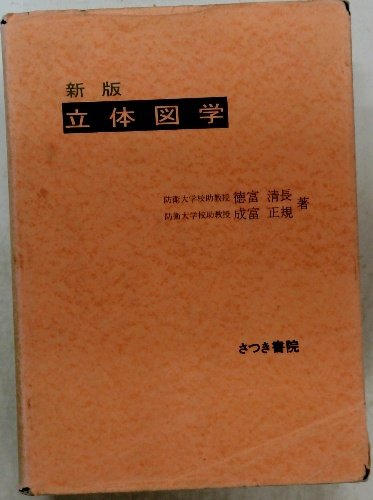 新版
立体図学
防衛大学校助教授 徳富 清長
防衛大学校助教授 成富 正規
著
さつき書院